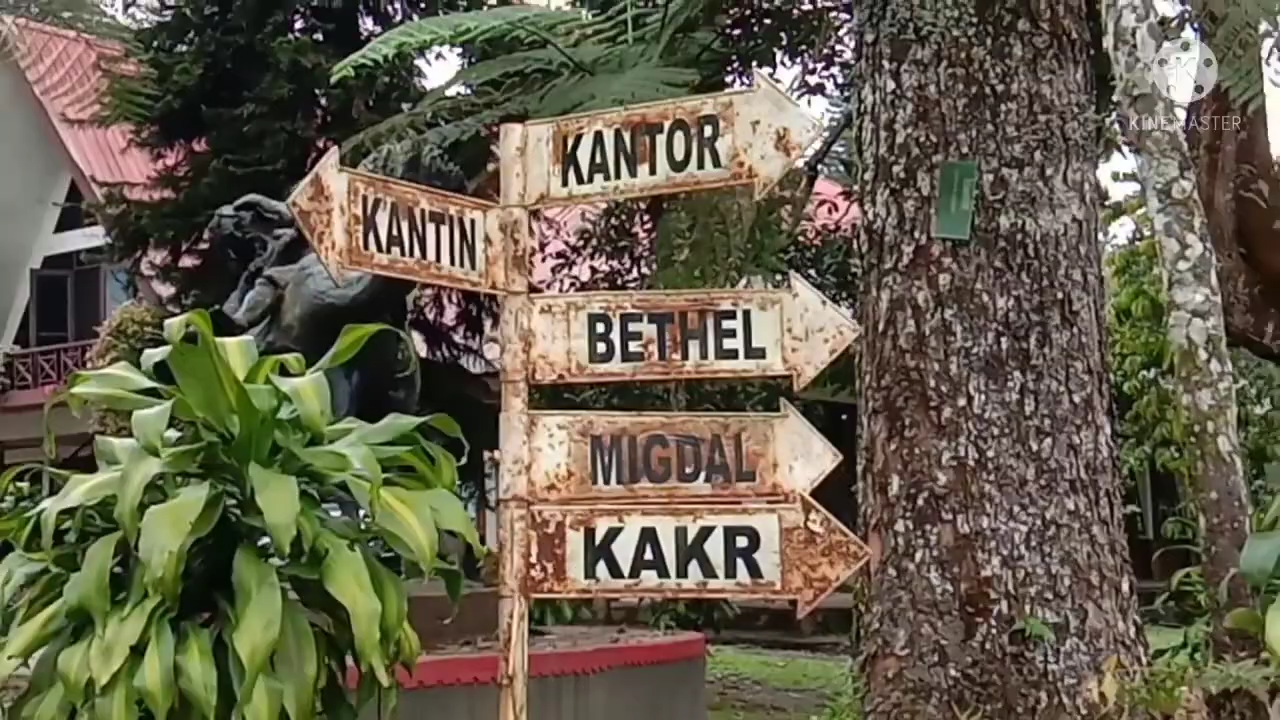 KANTOR
KANTIN
BETHEL
MIGDAL
KAKR
KINEMASTER